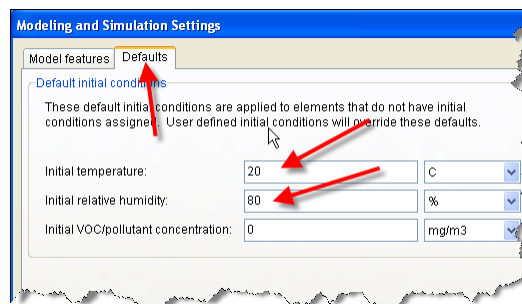 Modeling and Simulation Settings
Model features Defaults
Default initial conditions
These default initial conditions are applied to elements that do not have initial
conditions assigned. User defined initial conditions will override these defaults.
Initial temperature: 20 C
Initial relative humidity: 80 %
Initial VOC/pollutant concentration: 0 mg/m3